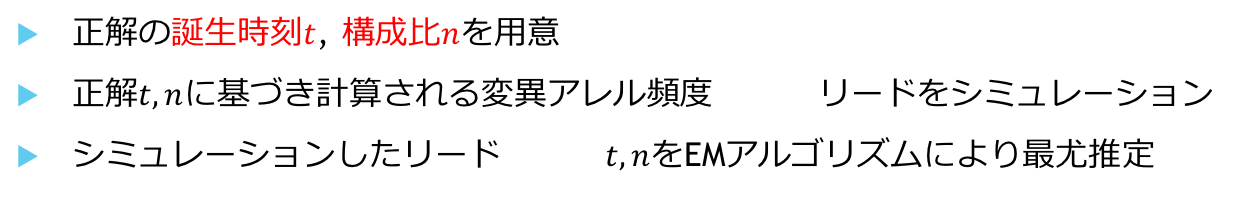 正解の誕生時刻𝑡, 構成比𝑛を用意
正解𝑡,𝑛に基づき計算される変異アレル頻度 リードをシミュレーション
シミュレーションしたリード 𝑡,𝑛をEMアルゴリズムにより最尤推定